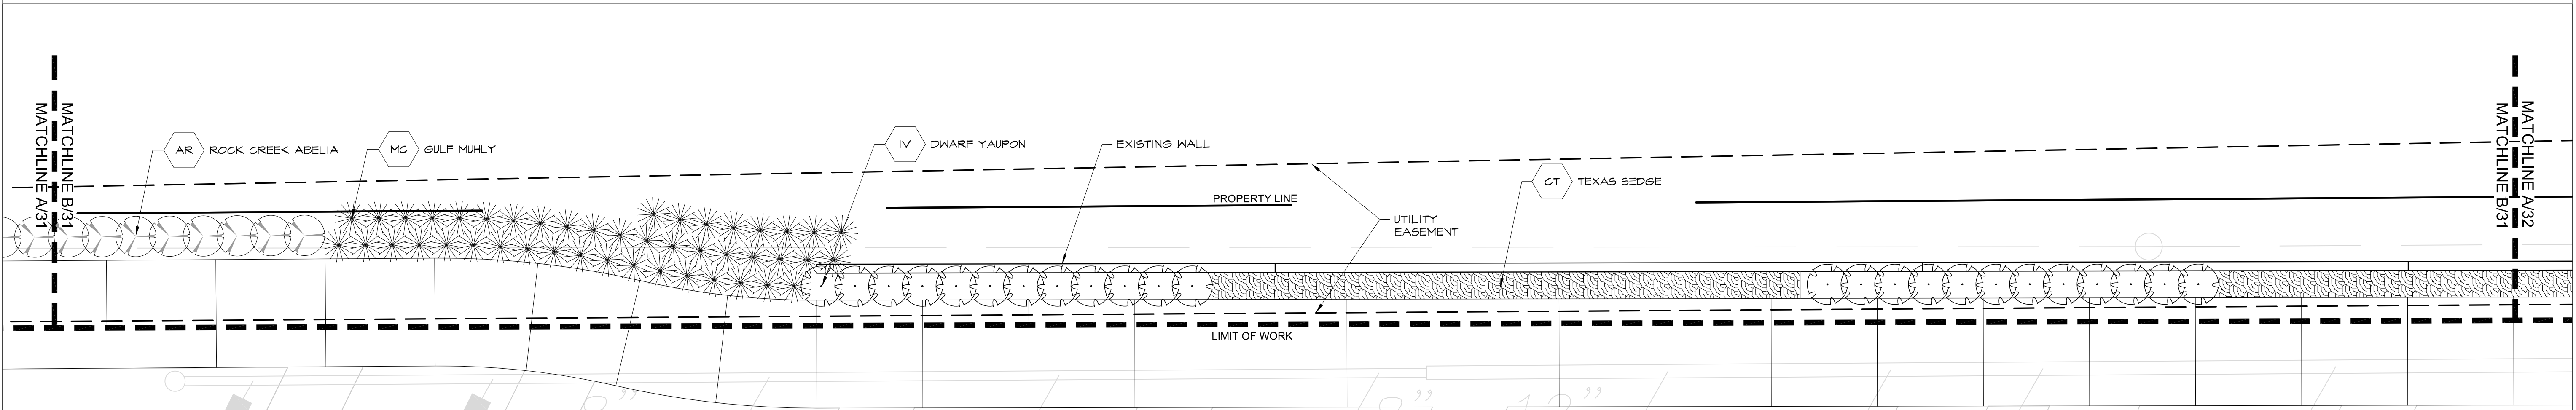 MATCHLINE A/31
MATCHLINE B/31
AR ROCK CREEK ABELIA
MC GULF MUHLY
IV DWARF YAUPON
EXISTING WALL
PROPERTY LINE
UTILITY
EASEMENT
CT TEXAS SEDGE
MATCHLINE B/31
MATCHLINE A/32
LIMIT OF WORK